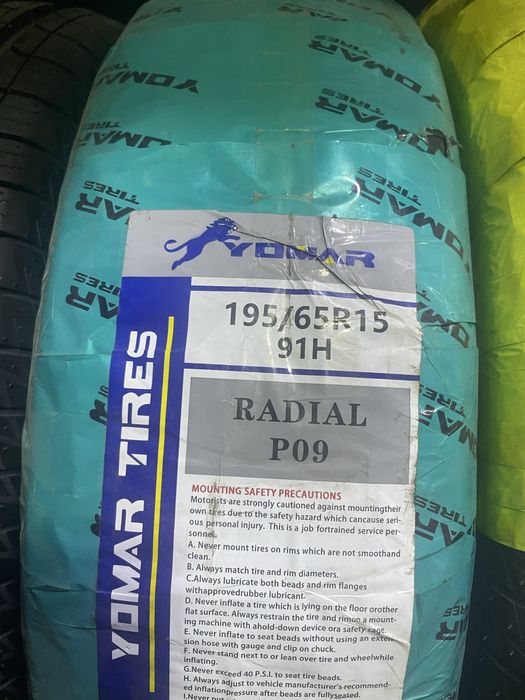 YOMAR TIRES
YOMAR TIRES
YOMAR TIRES
YOMAR
195/65R15
91H
RADIAL
P09
YOMAR TIRES
MOUNTING SAFETY PRECAUTIONS
Motorists are strongly cautioned against mountingtheir
own tires due to the safety hazard which cancause seri-
ous personal injury. This is a job fortrained service per-
sonnel.
A. Never mount tires on rims which are not smoothand
clean.
B. Always match tire and rim diameters.
C.Always lubricate both beads and rim flanges
withapprovedrubber lubricant.
D. Never inflate a tire which is lying on the floor orother
flat surface. Always restrain the tire and rimon a mount-
ing machine with ahold-down device ora safety cage.
E. Never inflate to seat beads without using an exten-
sion hose with gauge and clip on chuck.
F. Never stand next to or lean over tire and wheelwhile
inflating.
G.Never exceed 40 P.S.I. to seat tire beads.
H. Always adjust to vehicle manufacturer's recommend-
ed inflationpressure after beads are fullyseated.